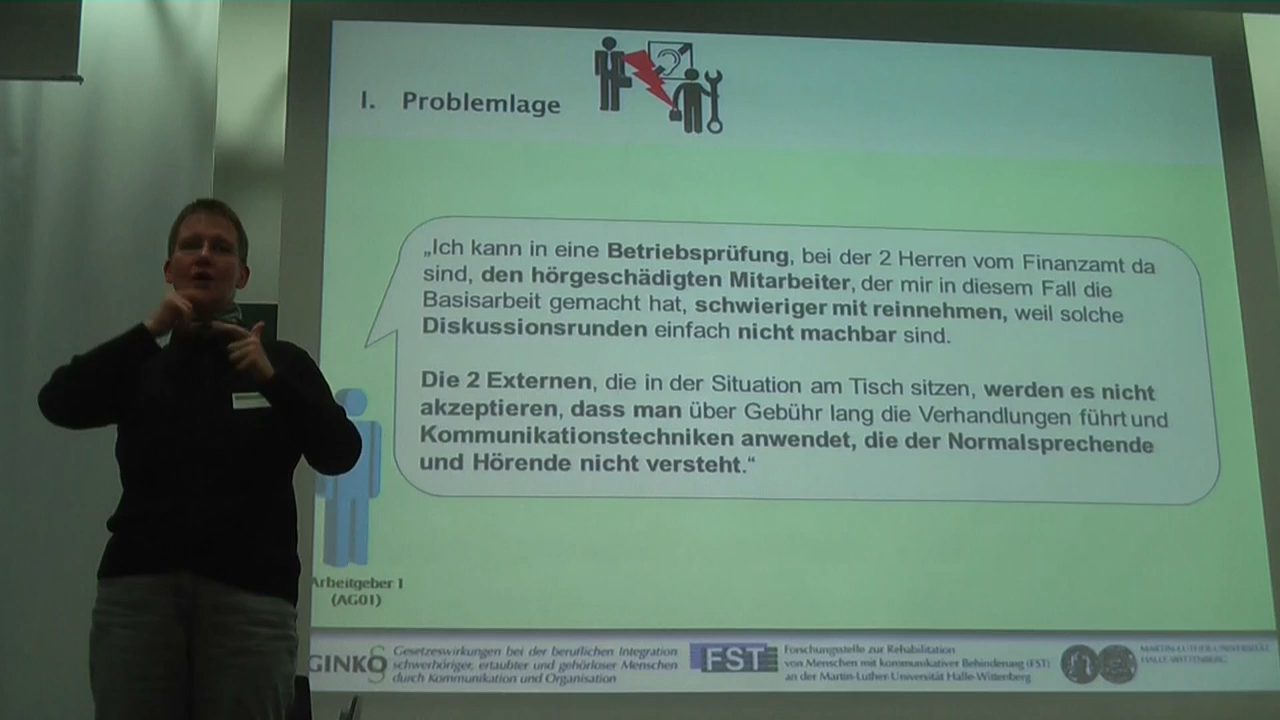 I. Problemlage
„Ich kann in eine Betriebsprüfung, bei der 2 Herren vom Finanzamt da
sind, den hörgeschädigten Mitarbeiter, der mir in diesem Fall die
Basisarbeit gemacht hat, schwieriger mit reinnehmen, weil solche
Diskussionsrunden einfach nicht machbar sind.
Die 2 Externen, die in der Situation am Tisch sitzen, werden es nicht
akzeptieren, dass man über Gebühr lang die Verhandlungen führt und
Kommunikationstechniken anwendet, die der Normalsprechende
und Hörende nicht versteht.“
Arbeitgeber 1
(AG01)
GINKO
§
Gesetzeswirkungen bei der beruflichen Integration
schwerhöriger, ertaubter und gehörloser Menschen
durch Kommunikation und Organisation
FST
Forschungsstelle zur Rehabilitation
von Menschen mit kommunikativer Behinderung (FST)
an der Martin-Luther-Universität Halle-Wittenberg
MARTIN-LUTHER-UNIVERSITÄT
HALLE-WITTENBERG